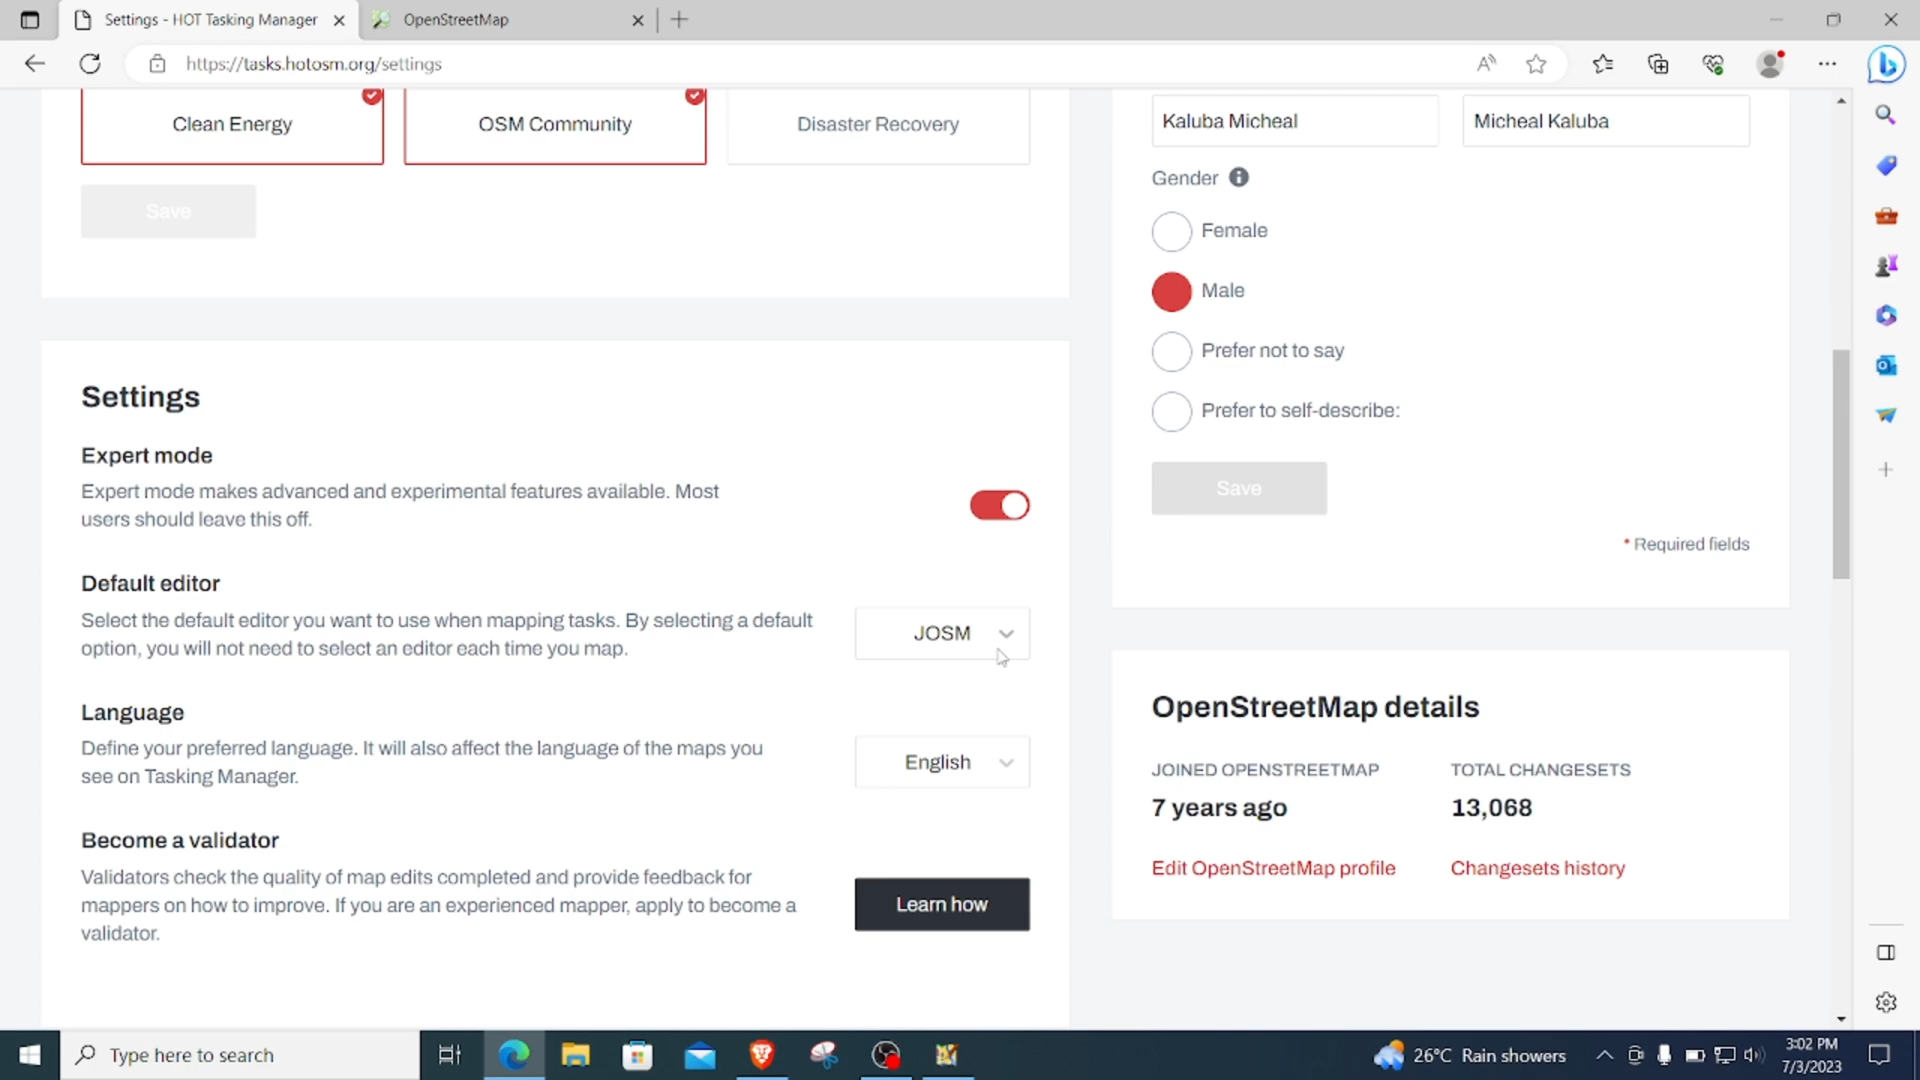 Settings - HOT Tasking Manager
OpenStreetMap
https://tasks.hotosm.org/settings
Clean Energy
OSM Community
Disaster Recovery
Save
Kaluba Micheal
Micheal Kaluba
Gender
Female
Male
Prefer not to say
Prefer to self-describe:
Save
* Required fields
Settings
Expert mode
Expert mode makes advanced and experimental features available. Most
users should leave this off.
Default editor
Select the default editor you want to use when mapping tasks. By selecting a default
option, you will not need to select an editor each time you map.
JOSM
Language
Define your preferred language. It will also affect the language of the maps you
see on Tasking Manager.
English
Become a validator
Validators check the quality of map edits completed and provide feedback for
mappers on how to improve. If you are an experienced mapper, apply to become a
validator.
Learn how
OpenStreetMap details
JOINED OPENSTREETMAP
TOTAL CHANGESETS
7 years ago
13,068
Edit OpenStreetMap profile
Changesets history
Type here to search
26°C Rain showers
3:02 PM
7/3/2023